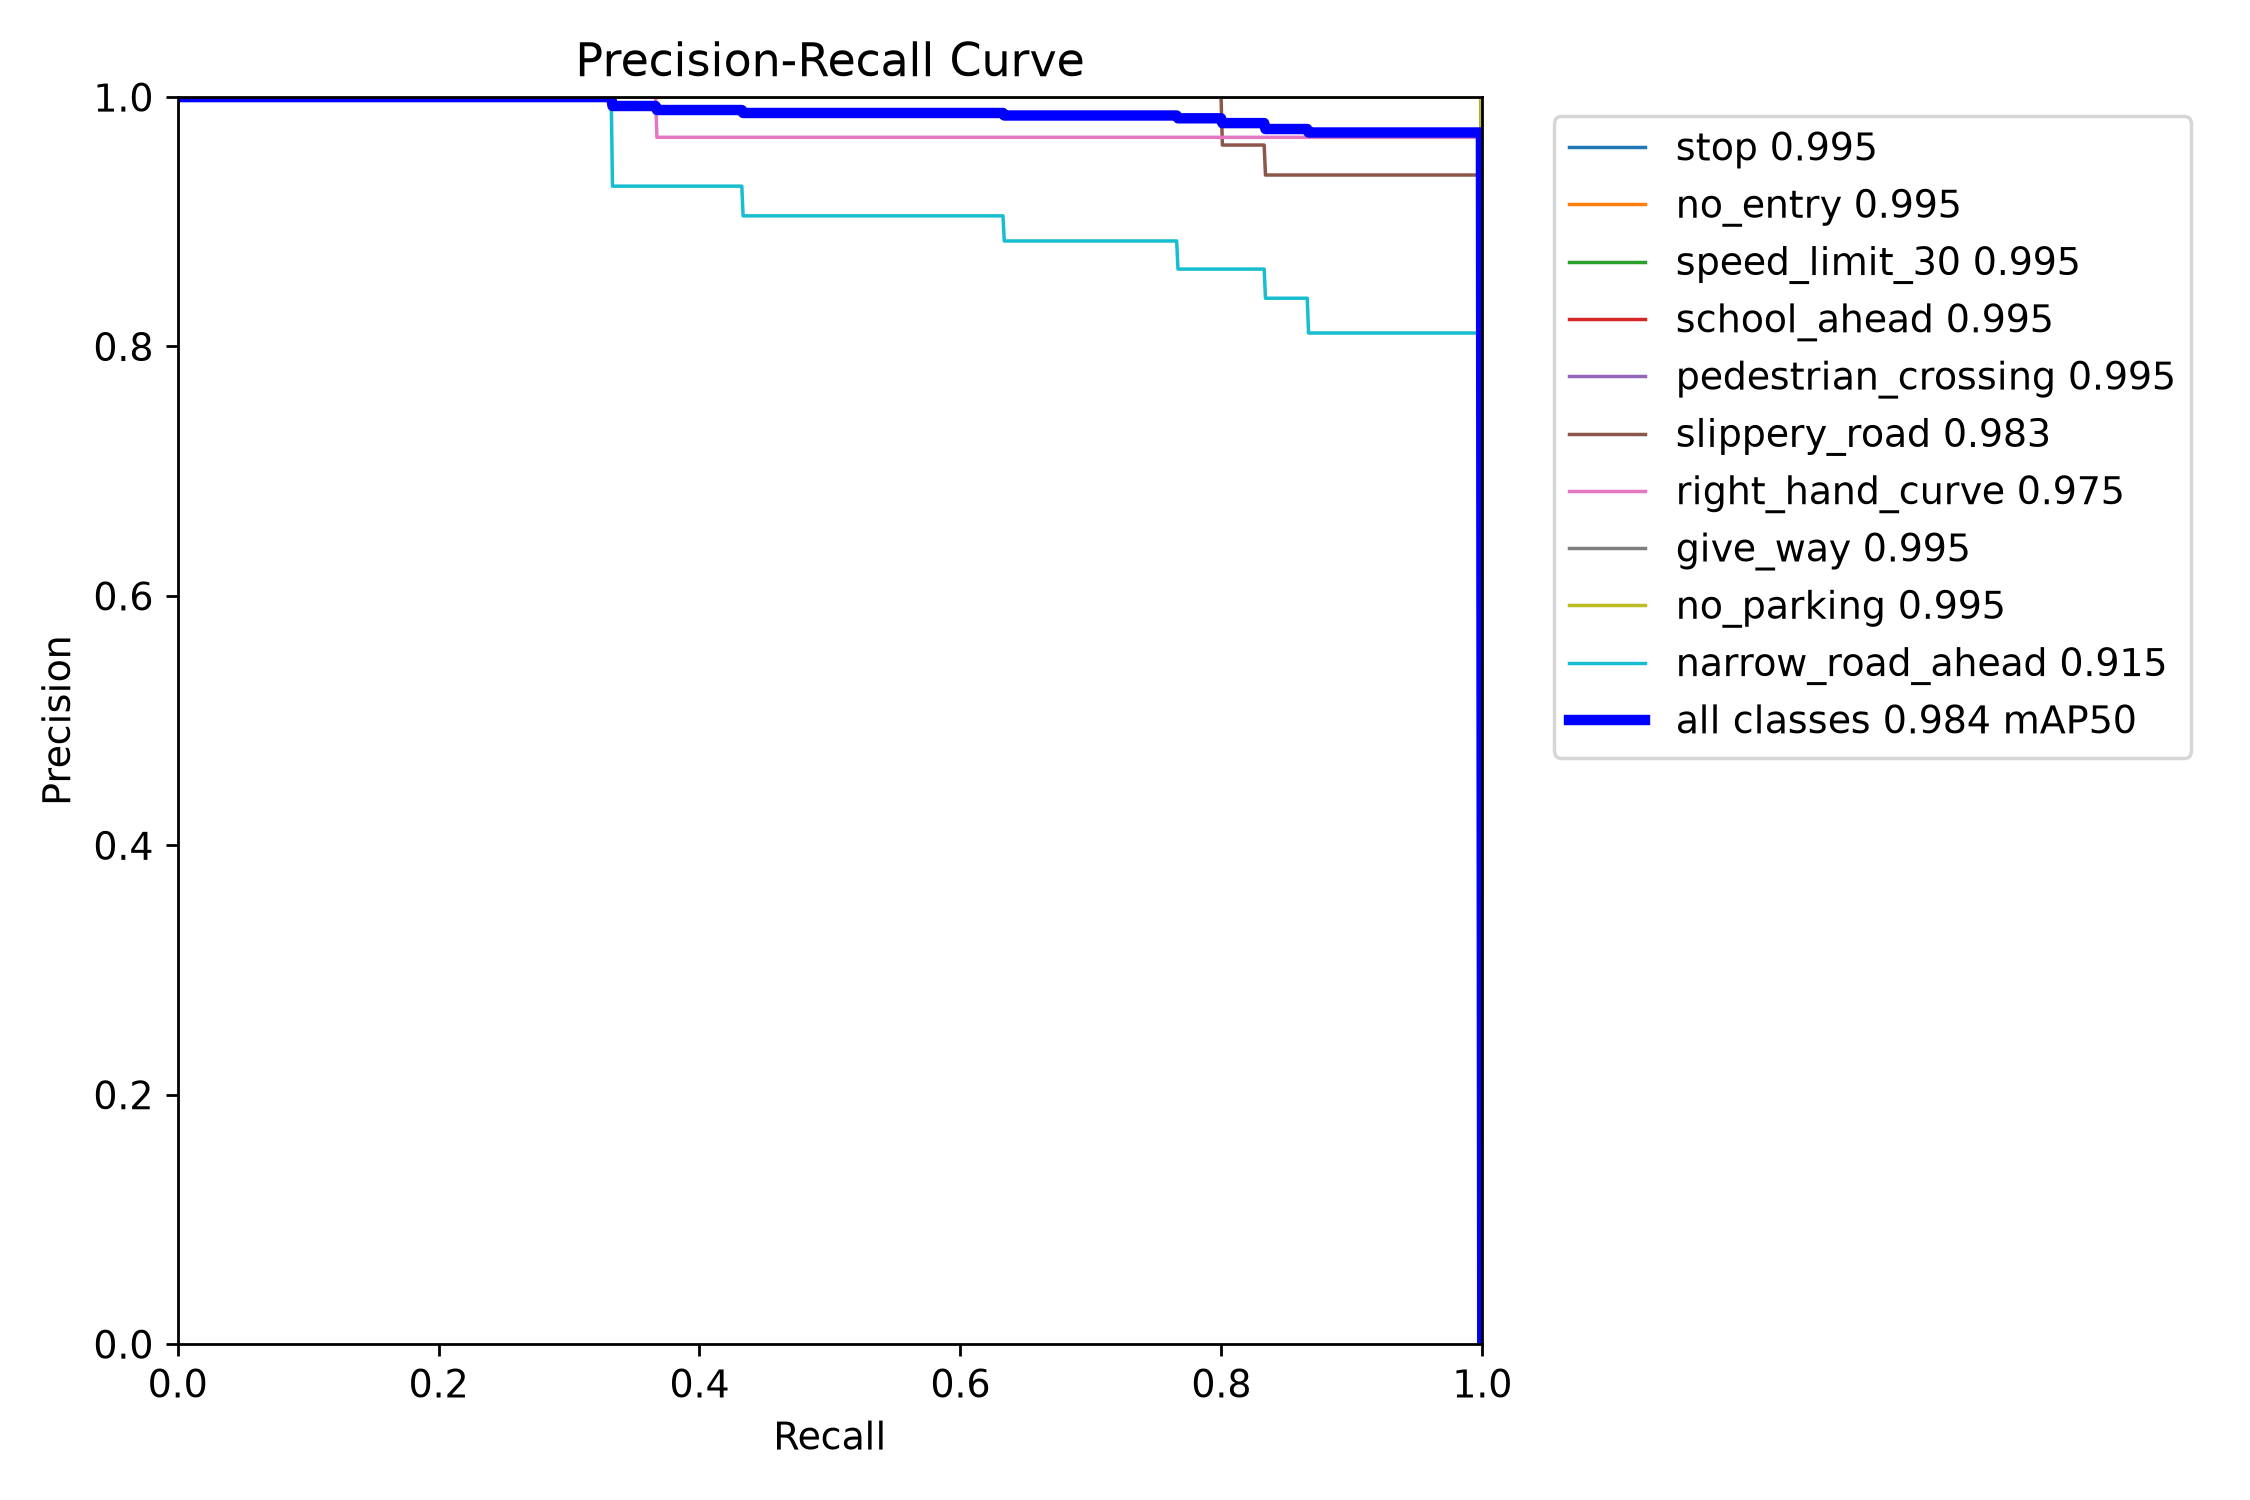 Precision-Recall Curve
1.0
0.8
0.6
0.4
0.2
0.0
Precision
0.0 0.2 0.4 0.6 0.8 1.0
Recall
stop 0.995
no_entry 0.995
speed_limit_30 0.995
school_ahead 0.995
pedestrian_crossing 0.995
slippery_road 0.983
right_hand_curve 0.975
give_way 0.995
no_parking 0.995
narrow_road_ahead 0.915
all classes 0.984 mAP50